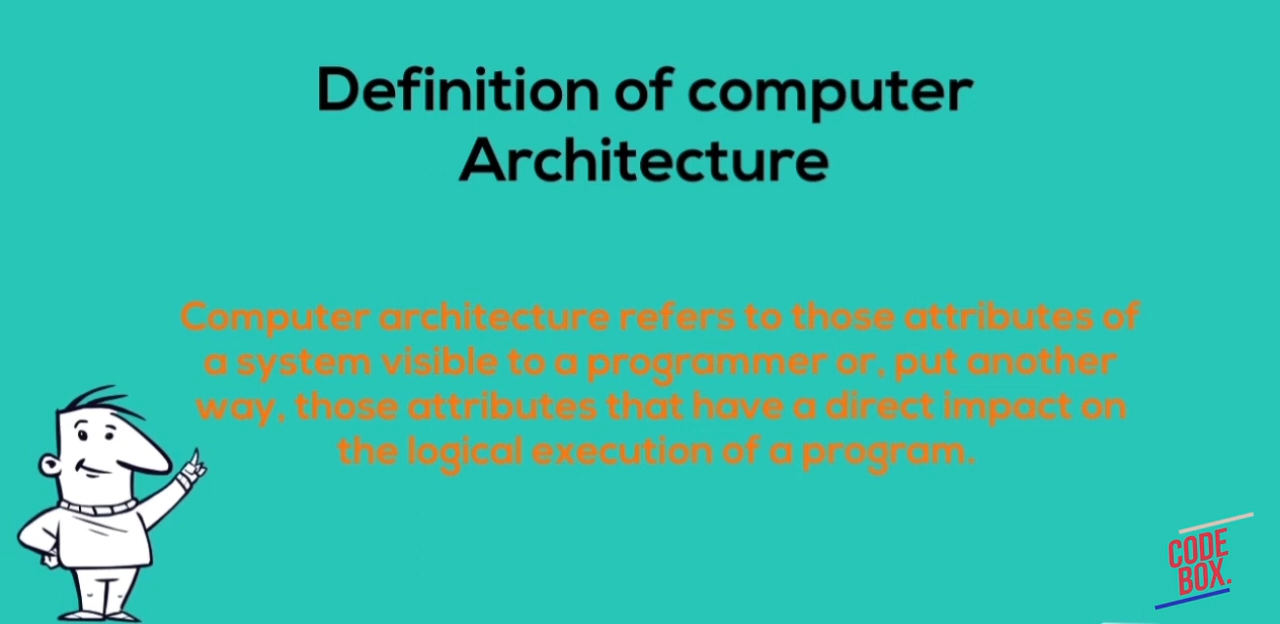 Definition of computer
Architecture
Computer architecture refers to those attributes of
a system visible to a programmer or, put another
way, those attributes that have a direct impact on
the logical execution of a program.
CODE
BOX.